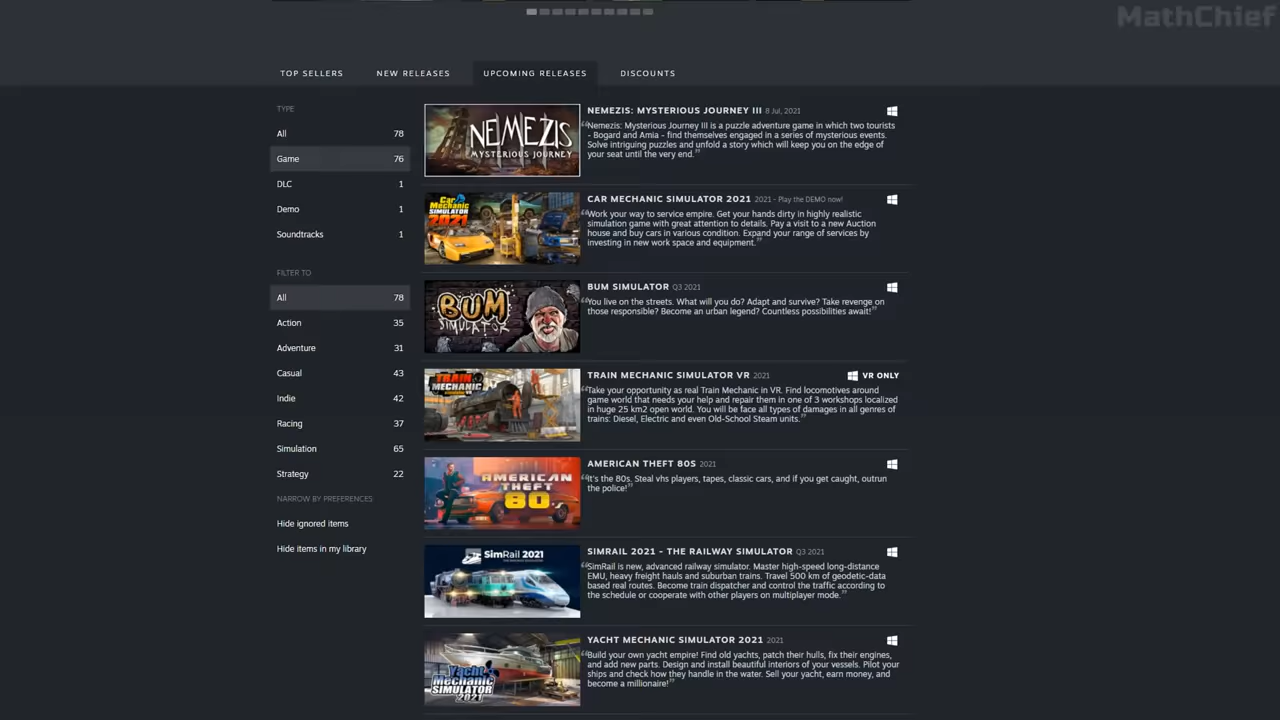 MathChief
TOP SELLERS
NEW RELEASES
UPCOMING RELEASES
DISCOUNTS
TYPE
All 78
Game 76
DLC 1
Demo 1
Soundtracks 1
FILTER TO
All 78
Action 35
Adventure 31
Casual 43
Indie 42
Racing 37
Simulation 65
Strategy 22
NARROW BY PREFERENCES
Hide ignored items
Hide items in my library
NEMEZIS
MYSTERIOUS JOURNEY
NEMEZIS: MYSTERIOUS JOURNEY III 8 Jul, 2021
“Nemezis: Mysterious Journey III is a puzzle adventure game in which two tourists
- Bogard and Amia - find themselves engaged in a series of mysterious events.
Solve intriguing puzzles and unfold a story which will keep you on the edge of
your seat until the very end.”
Car
Mechanic
SIMULATOR
2021
CAR MECHANIC SIMULATOR 2021 2021 - Play the DEMO now!
“Work your way to service empire. Get your hands dirty in highly realistic
simulation game with great attention to details. Pay a visit to a new Auction
house and buy cars in various condition. Expand your range of services by
investing in new work space and equipment.”
BUM
SIMULATOR
BUM SIMULATOR Q3 2021
“You live on the streets. What will you do? Adapt and survive? Take revenge on
those responsible? Become an urban legend? Countless possibilities await!”
TRAIN
MECHANIC
TRAIN MECHANIC SIMULATOR VR 2021
VR ONLY
“Take your opportunity as real Train Mechanic in VR. Find locomotives around
game world that needs your help and repair them in one of 3 workshops localized
in huge 25 km2 open world. You will be face all types of damages in all genres of
trains: Diesel, Electric and even Old-School Steam units.”
AMERICAN
THEFT
80
AMERICAN THEFT 80S 2021
“It's the 80s. Steal vhs players, tapes, classic cars, and if you get caught, outrun
the police!”
SimRail 2021
SIMRAIL 2021 - THE RAILWAY SIMULATOR Q3 2021
“SimRail is new, advanced railway simulator. Master high-speed long-distance
EMU, heavy freight hauls and suburban trains. Travel 500 km of geodetic-data
based real routes. Become train dispatcher and control the traffic according to
the schedule or cooperate with other players on multiplayer mode.”
Yacht
Mechanic
SIMULATOR
2021
YACHT MECHANIC SIMULATOR 2021 2021
“Build your own yacht empire! Find old yachts, patch their hulls, fix their engines,
and add new parts. Design and install beautiful interiors of your vessels. Pilot your
ships and check how they handle in the water. Sell your yacht, earn money, and
become a millionaire!”